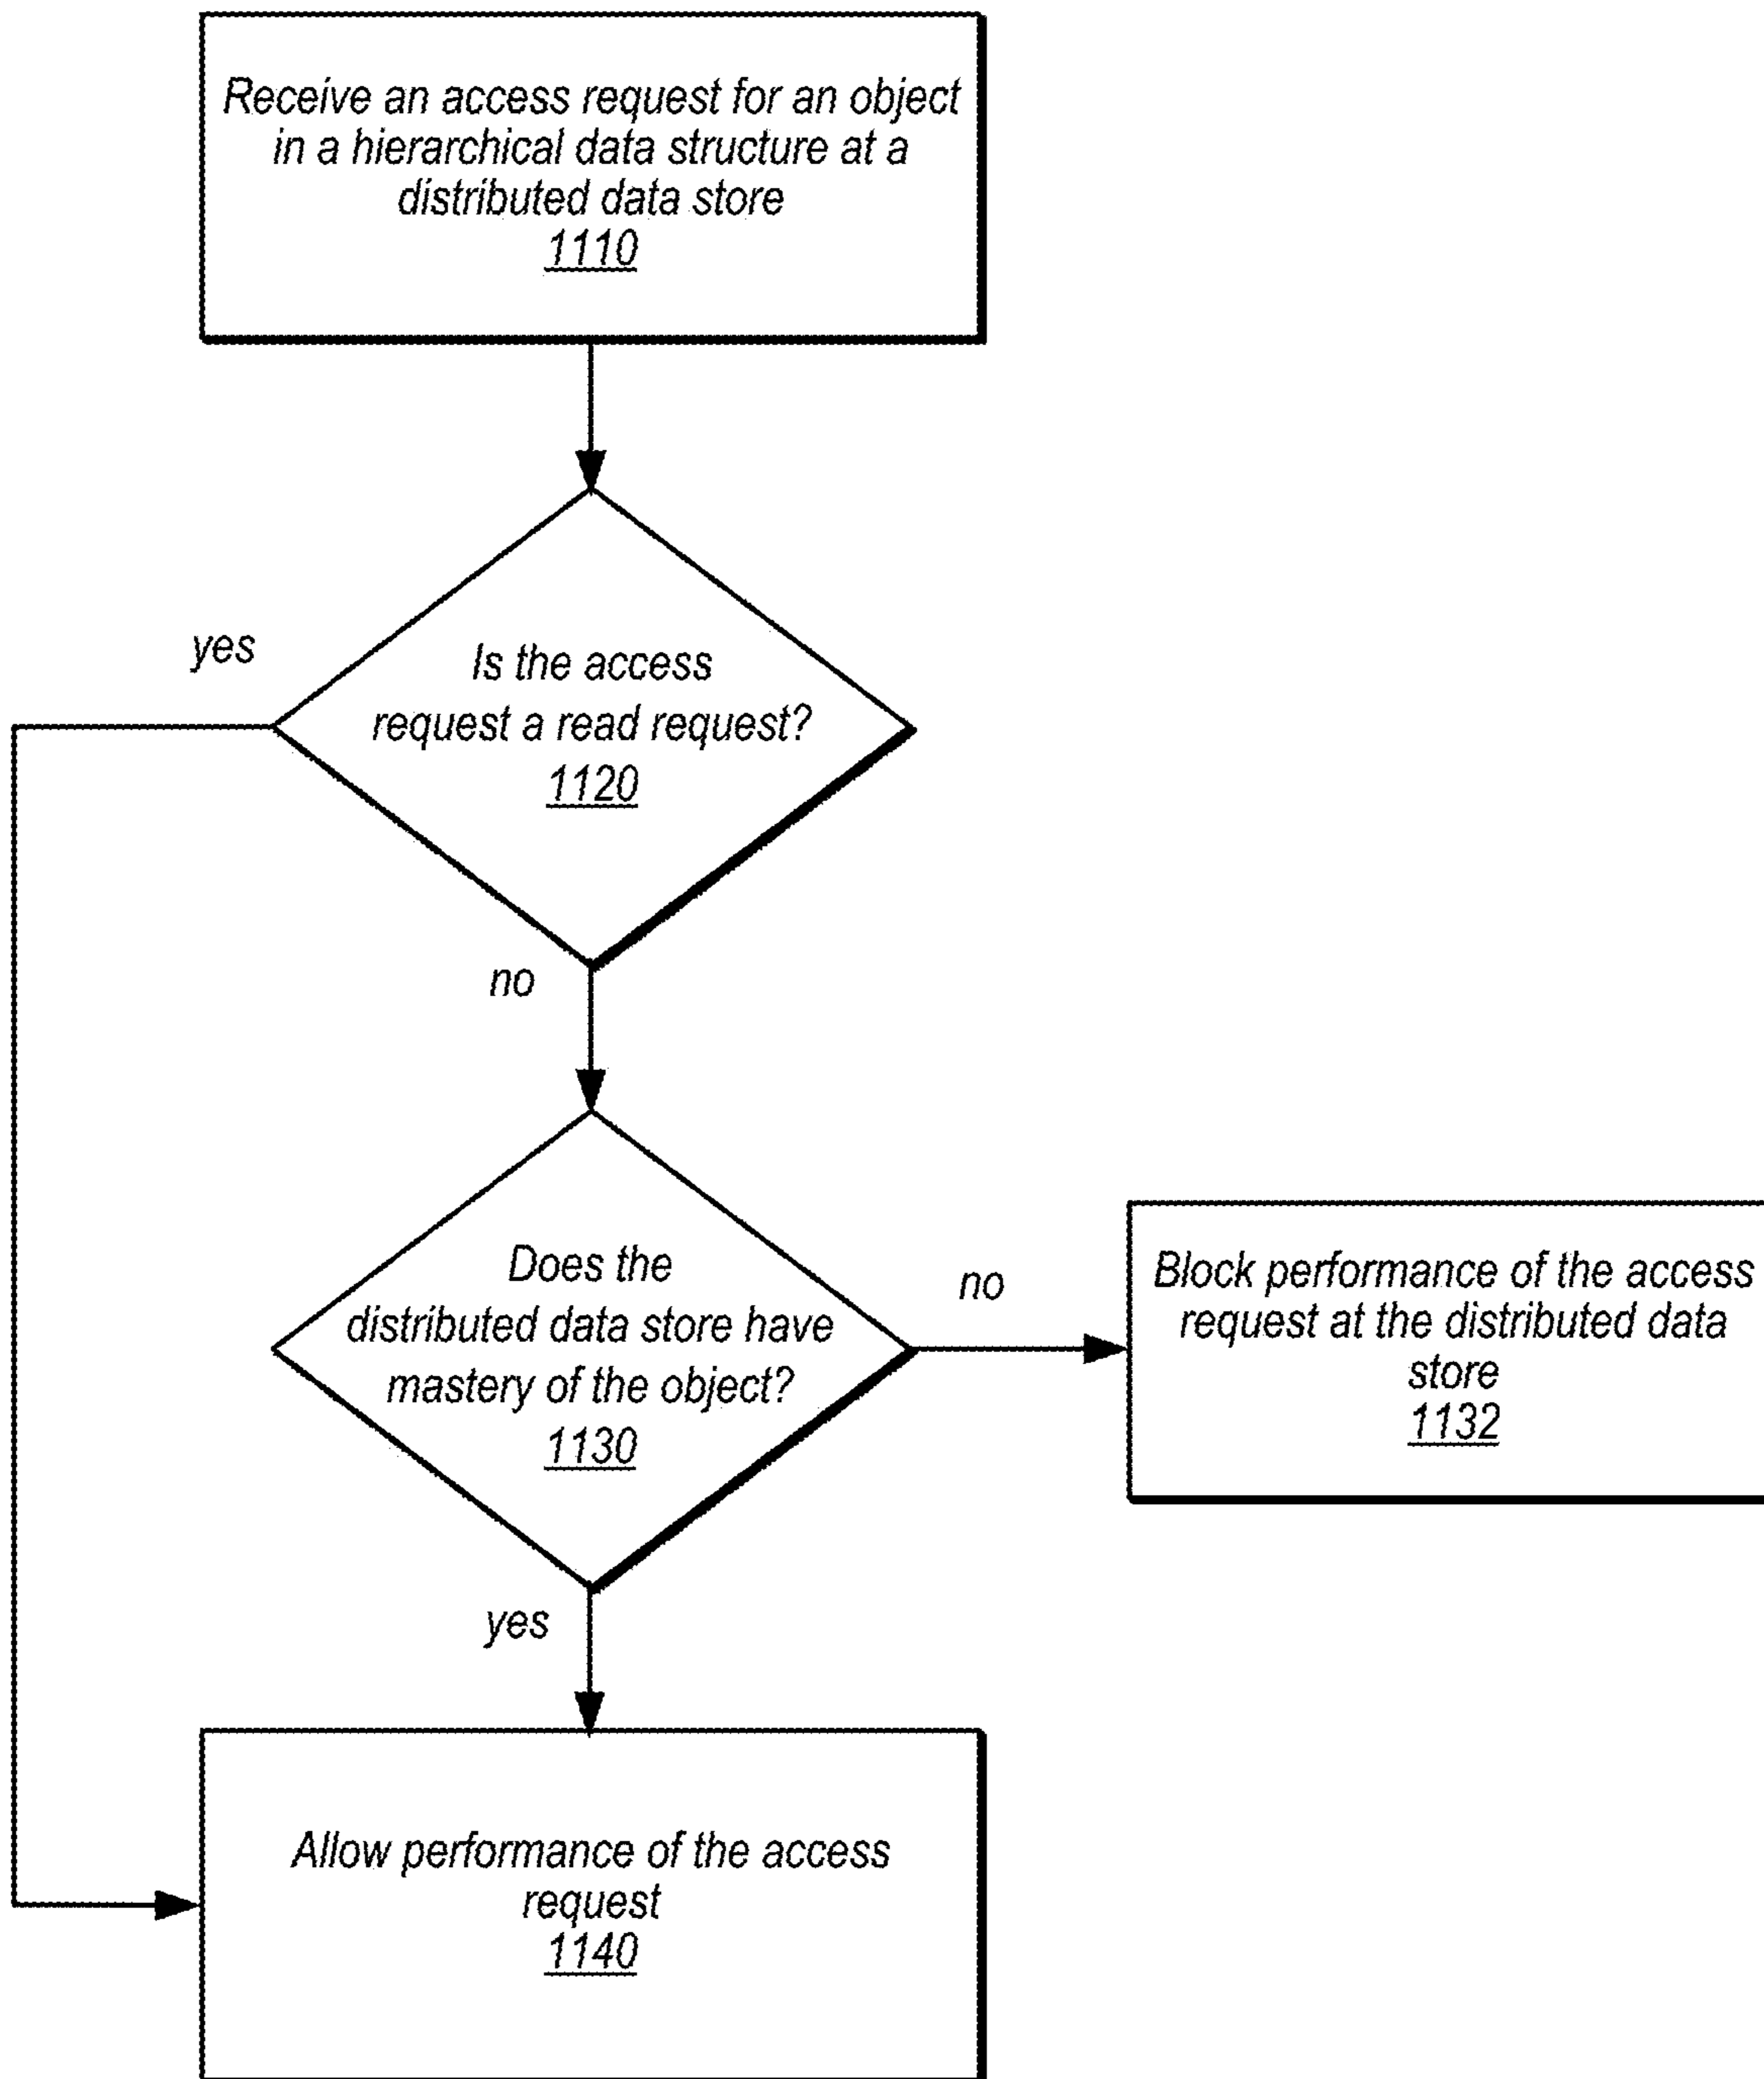 Receive an access request for an object
in a hierarchical data structure at a
distributed data store
1110
yes
Is the access
request a read request?
1120
no
Does the
distributed data store have
mastery of the object?
1130
no
Block performance of the access
request at the distributed data
store
1132
yes
Allow performance of the access
request
1140